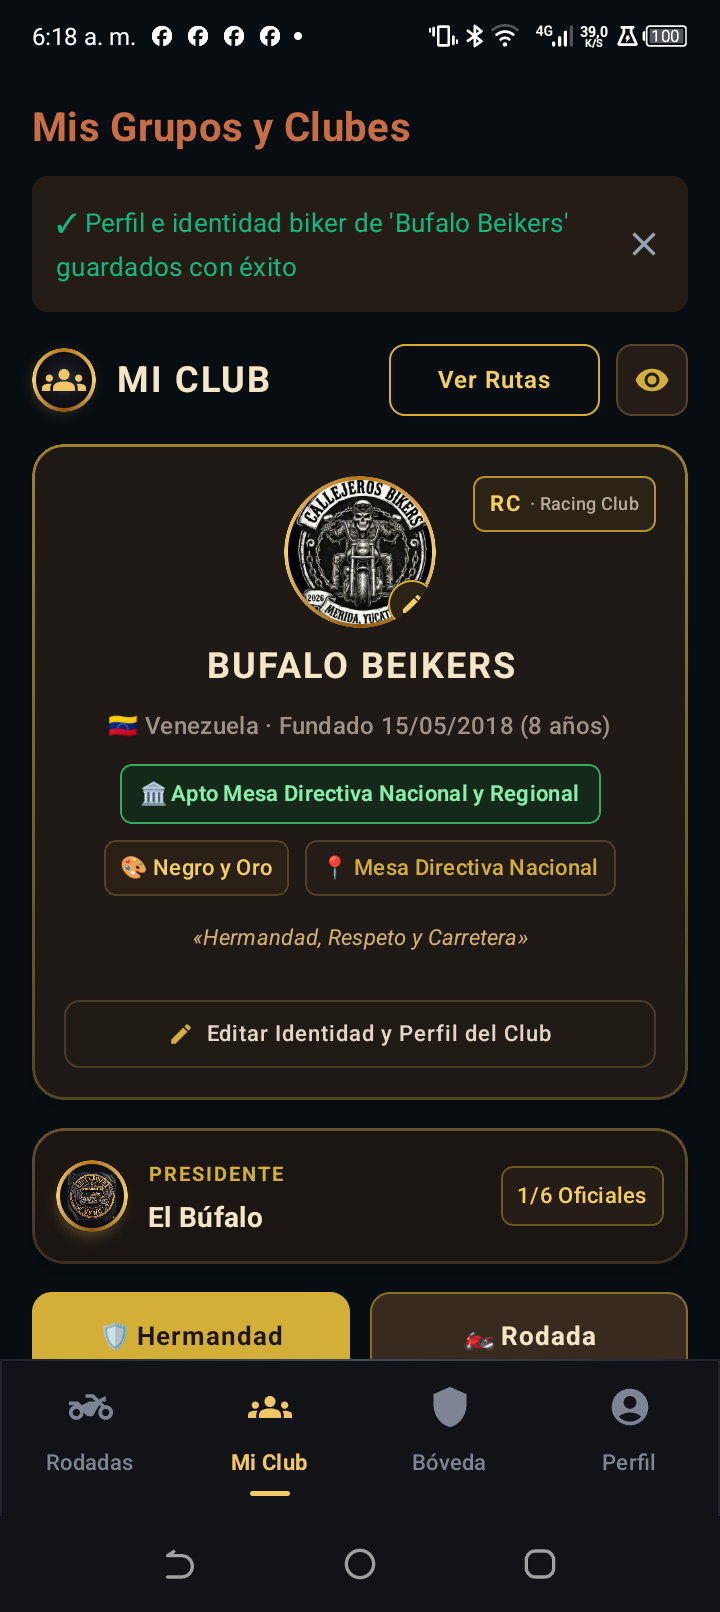 6:18 a. m.
4G 39,0 K/S 100
Mis Grupos y Clubes
✓ Perfil e identidad biker de 'Bufalo Beikers'
guardados con éxito
MI CLUB
Ver Rutas
CALLEJEROS BIKERS
2026
MERIDA, YUCAT
RC · Racing Club
BUFALO BEIKERS
Venezuela · Fundado 15/05/2018 (8 años)
Apto Mesa Directiva Nacional y Regional
Negro y Oro
Mesa Directiva Nacional
«Hermandad, Respeto y Carretera»
Editar Identidad y Perfil del Club
PRESIDENTE
El Búfalo
1/6 Oficiales
Hermandad
Rodada
Rodadas
Mi Club
Bóveda
Perfil